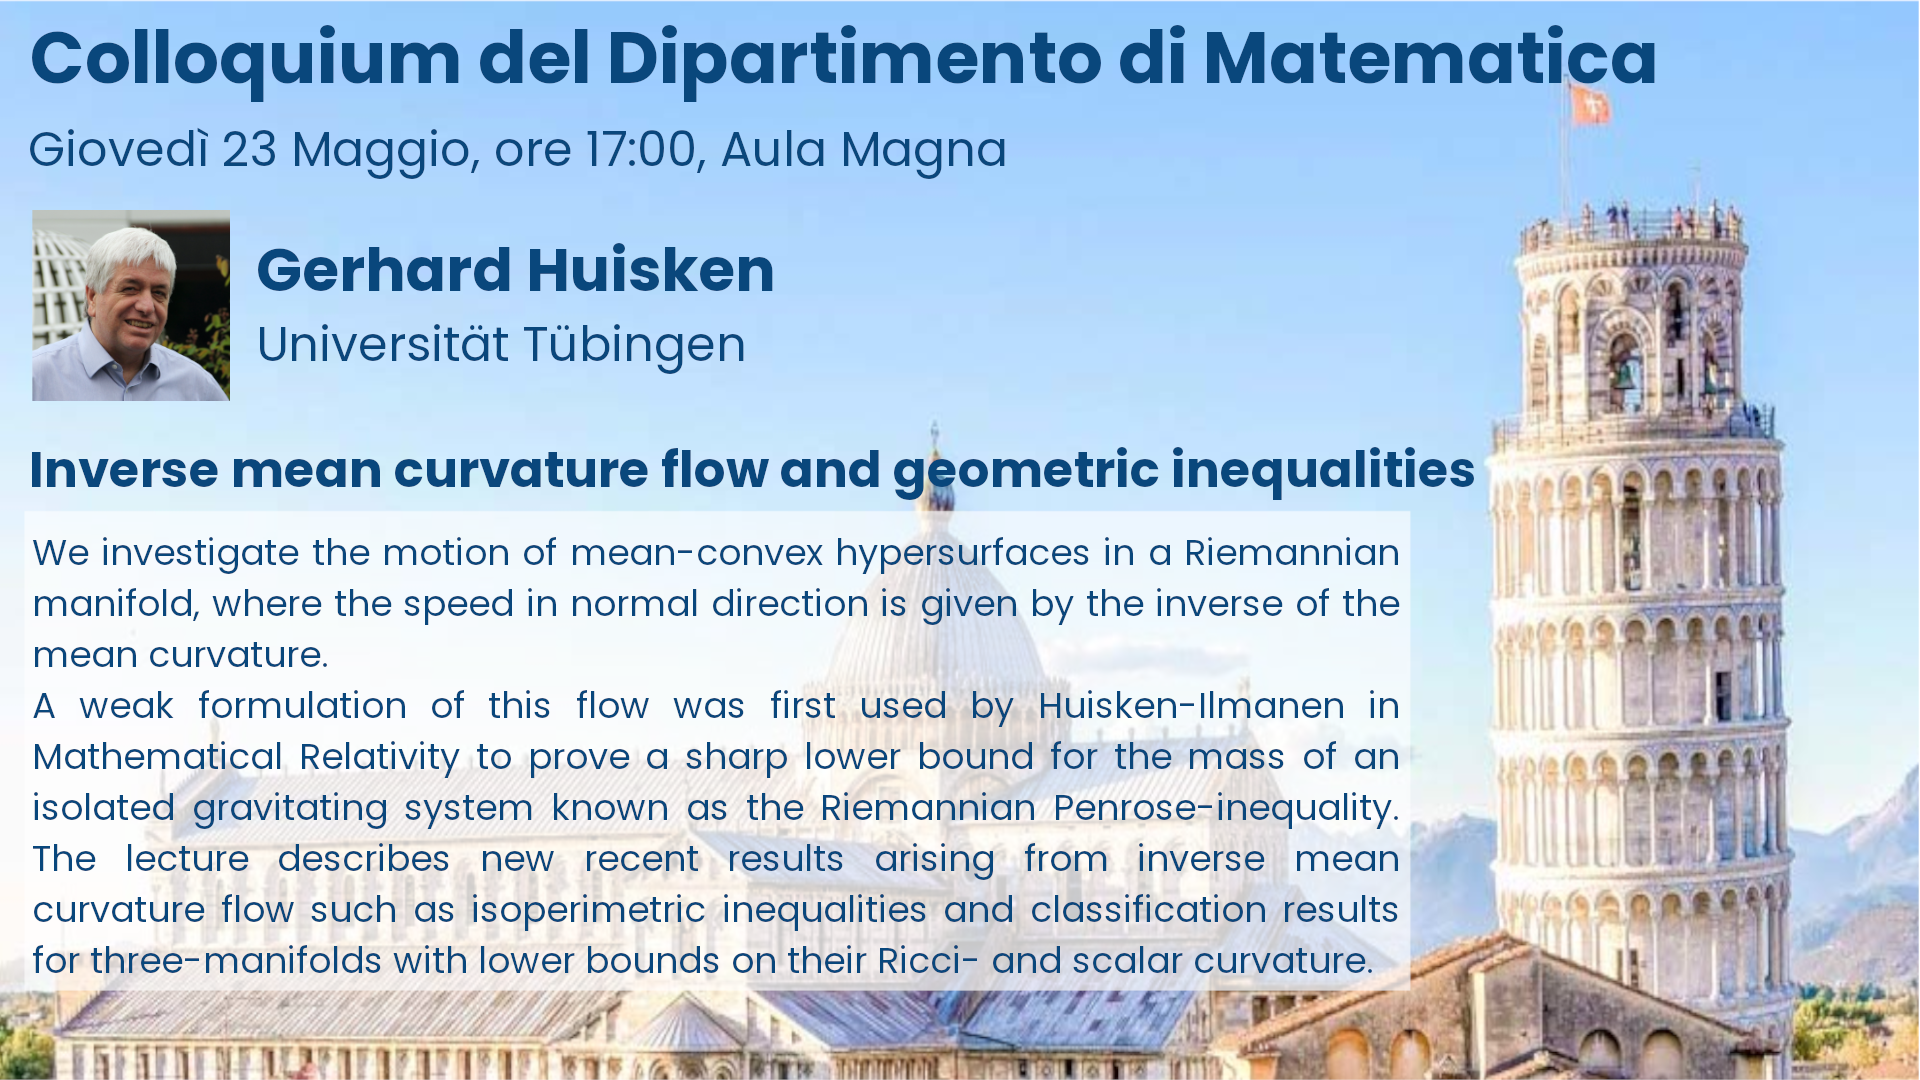 Colloquium del Dipartimento di Matematica
Giovedì 23 Maggio, ore 17:00, Aula Magna
Gerhard Huisken
Universität Tübingen
Inverse mean curvature flow and geometric inequalities
We investigate the motion of mean-convex hypersurfaces in a Riemannian
manifold, where the speed in normal direction is given by the inverse of the
mean curvature.
A weak formulation of this flow was first used by Huisken-Ilmanen in
Mathematical Relativity to prove a sharp lower bound for the mass of an
isolated gravitating system known as the Riemannian Penrose-inequality.
The lecture describes new recent results arising from inverse mean
curvature flow such as isoperimetric inequalities and classification results
for three-manifolds with lower bounds on their Ricci- and scalar curvature.